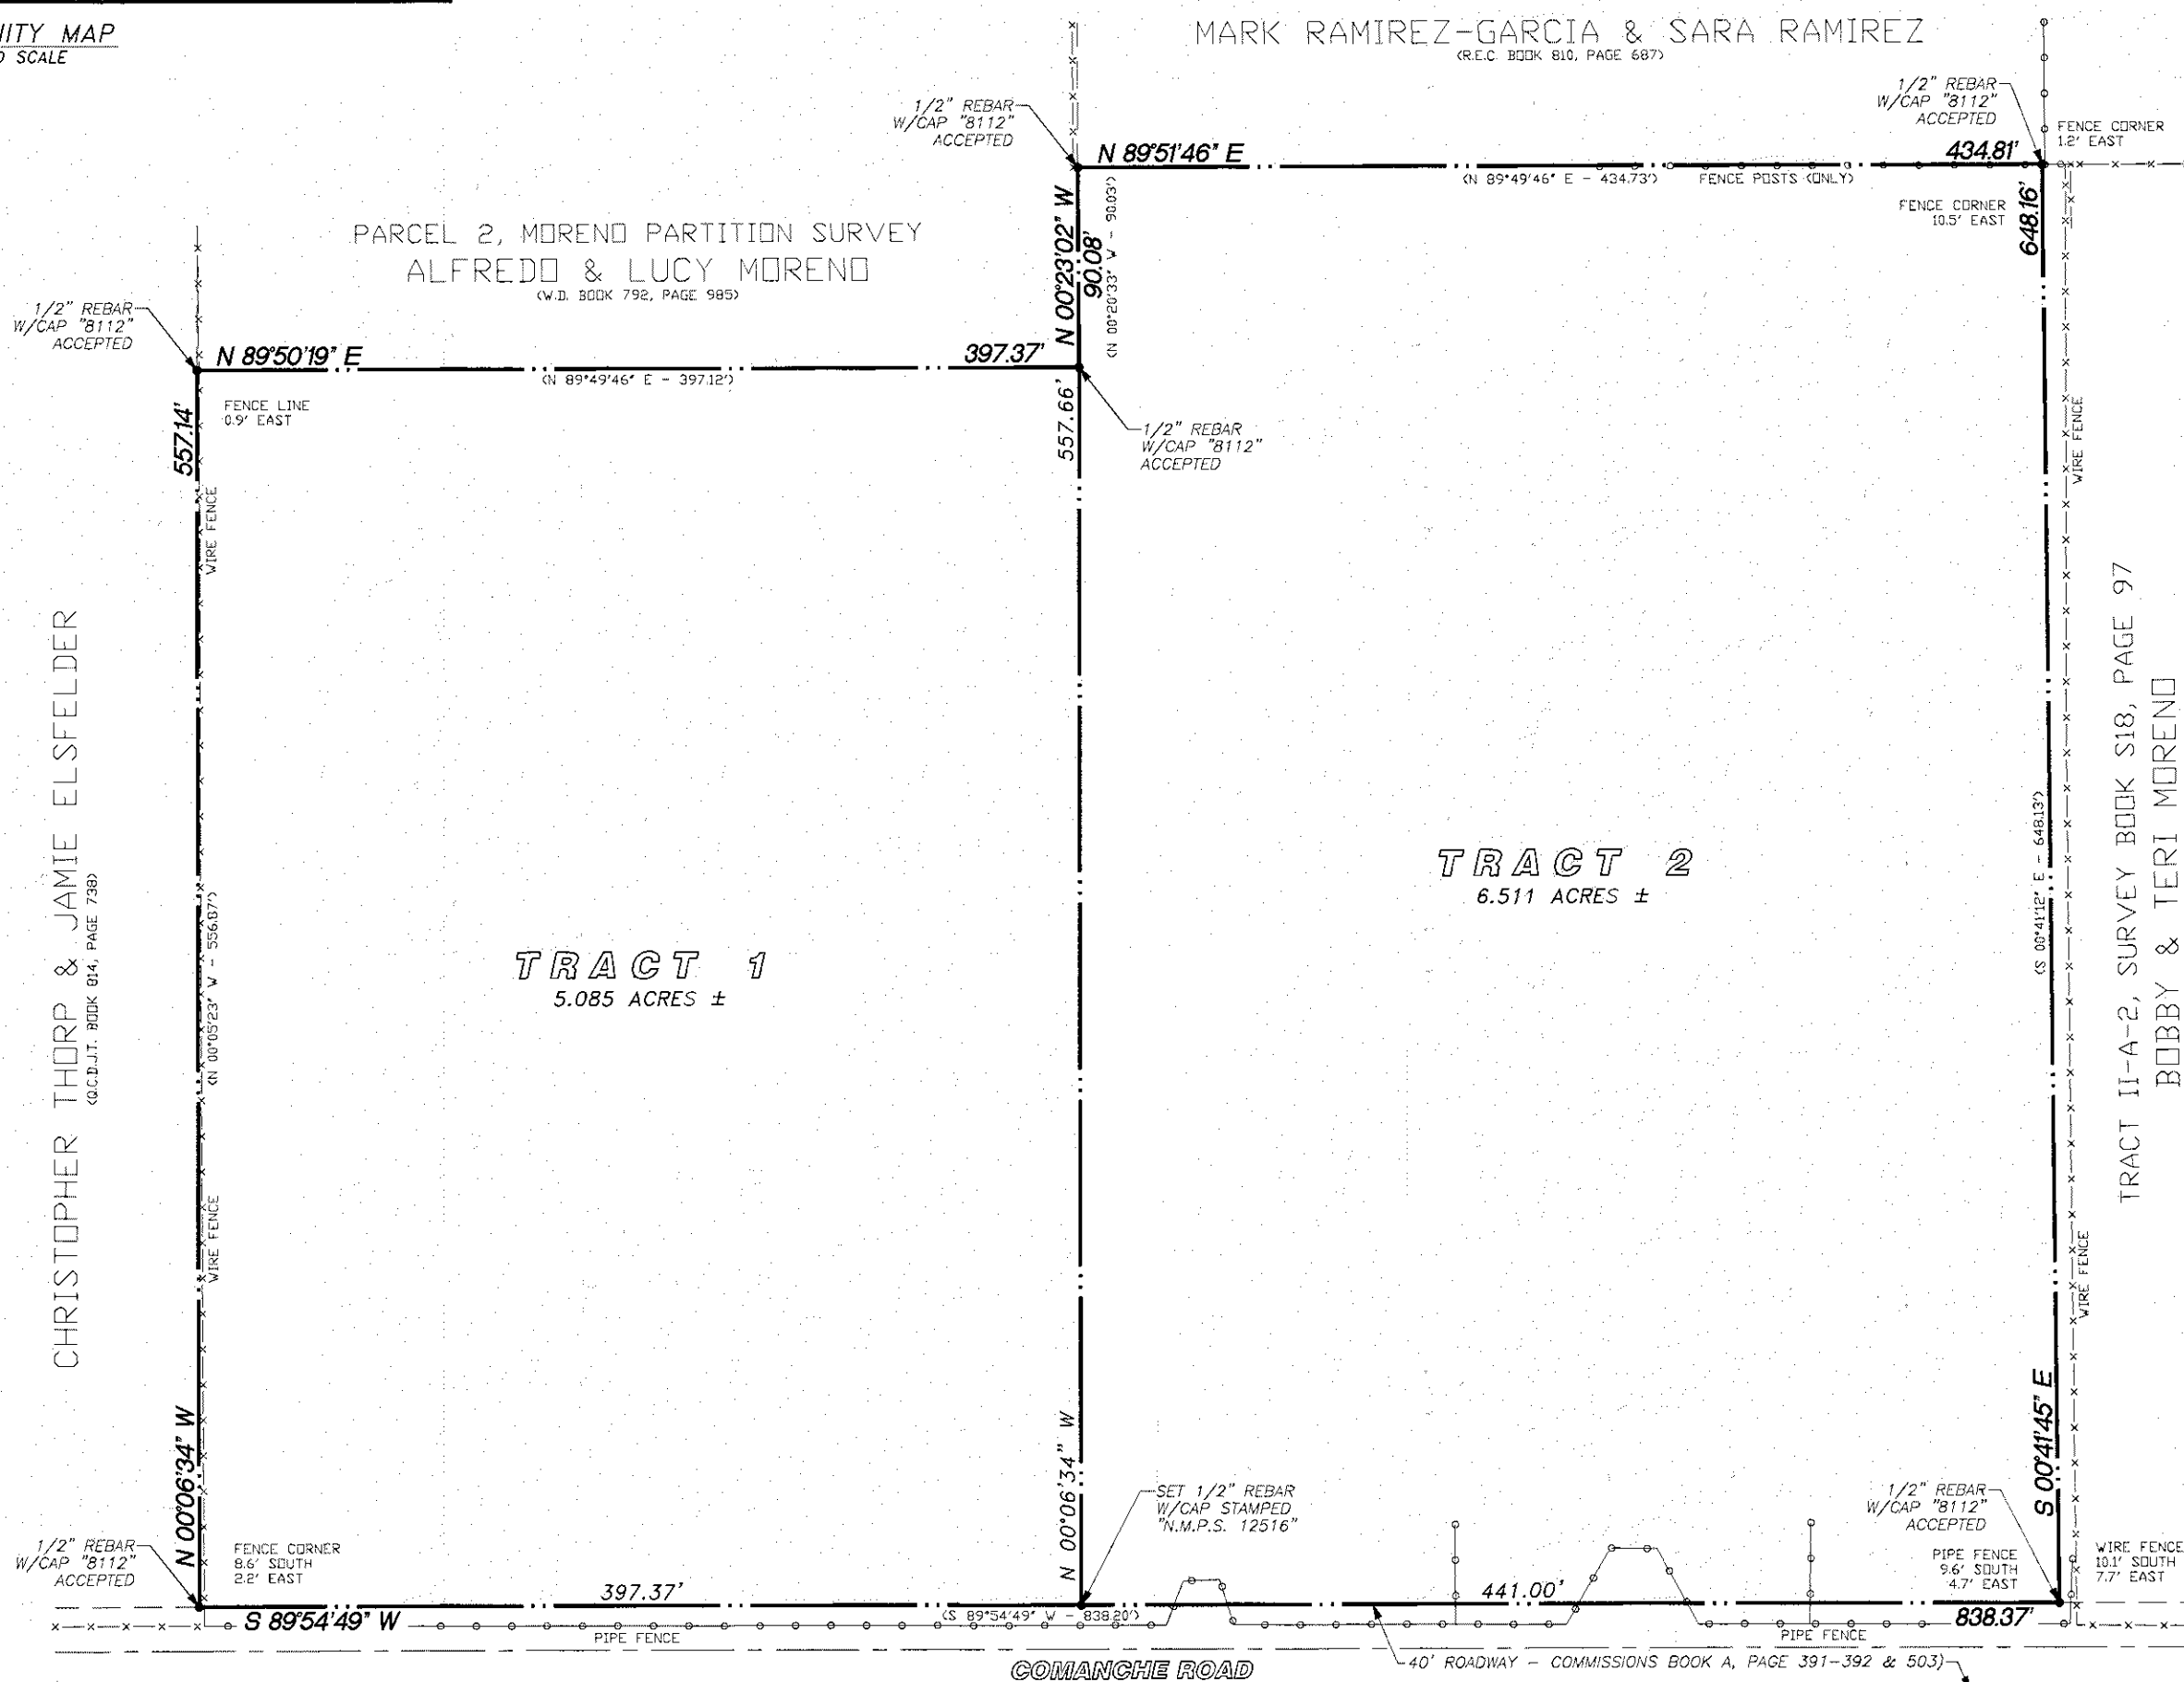 NITY MAP
SCALE
MARK RAMIREZ-GARCIA & SARA RAMIREZ
(R.E.C. BOOK 810, PAGE 687)
1/2" REBAR
W/CAP "8112"
ACCEPTED
1/2" REBAR
W/CAP "8112"
ACCEPTED
FENCE CORNER
1.2' EAST
N 89°51'46" E
434.81'
(N 89°49'46" E - 434.73')
FENCE POSTS (ONLY)
FENCE CORNER
10.5' EAST
648.16'
N 00°23'02" W
90.08'
(N 00°20'33" W - 90.03')
PARCEL 2, MORENO PARTITION SURVEY
ALFREDO & LUCY MORENO
(W.D. BOOK 792, PAGE 985)
1/2" REBAR
W/CAP "8112"
ACCEPTED
N 89°50'19" E
397.37'
(N 89°49'46" E - 397.12')
FENCE LINE
0.9' EAST
557.14'
557.66'
1/2" REBAR
W/CAP "8112"
ACCEPTED
WIRE FENCE
WIRE FENCE
CHRISTOPHER THORP & JAMIE ELSFELDER
(Q.C.D.J.T. BOOK 814, PAGE 738)
(N 00°05'23" W - 556.87')
TRACT 1
5.085 ACRES ±
TRACT 2
6.511 ACRES ±
(S 00°41'12" E - 648.13')
TRACT II-A-2, SURVEY BOOK S18, PAGE 97
BOBBY & TERI MORENO
WIRE FENCE
WIRE FENCE
N 00°06'34" W
N 00°06'34" W
S 00°41'45" E
1/2" REBAR
W/CAP "8112"
ACCEPTED
FENCE CORNER
8.6' SOUTH
2.2' EAST
SET 1/2" REBAR
W/CAP STAMPED
"N.M.P.S. 12516"
1/2" REBAR
W/CAP "8112"
ACCEPTED
PIPE FENCE
9.6' SOUTH
4.7' EAST
WIRE FENCE
10.1' SOUTH
7.7' EAST
397.37'
441.00'
S 89°54'49" W
(S 89°54'49" W - 838.20')
838.37'
PIPE FENCE
PIPE FENCE
COMANCHE ROAD
40' ROADWAY - COMMISSIONS BOOK A, PAGE 391-392 & 503)